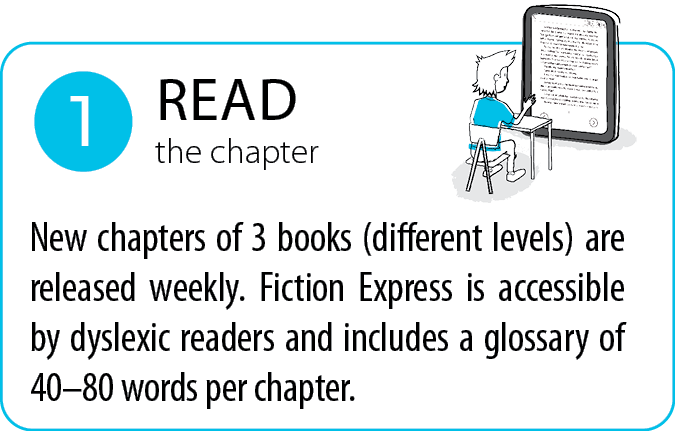 1
READ
the chapter
New chapters of 3 books (different levels) are
released weekly. Fiction Express is accessible
by dyslexic readers and includes a glossary of
40–80 words per chapter.